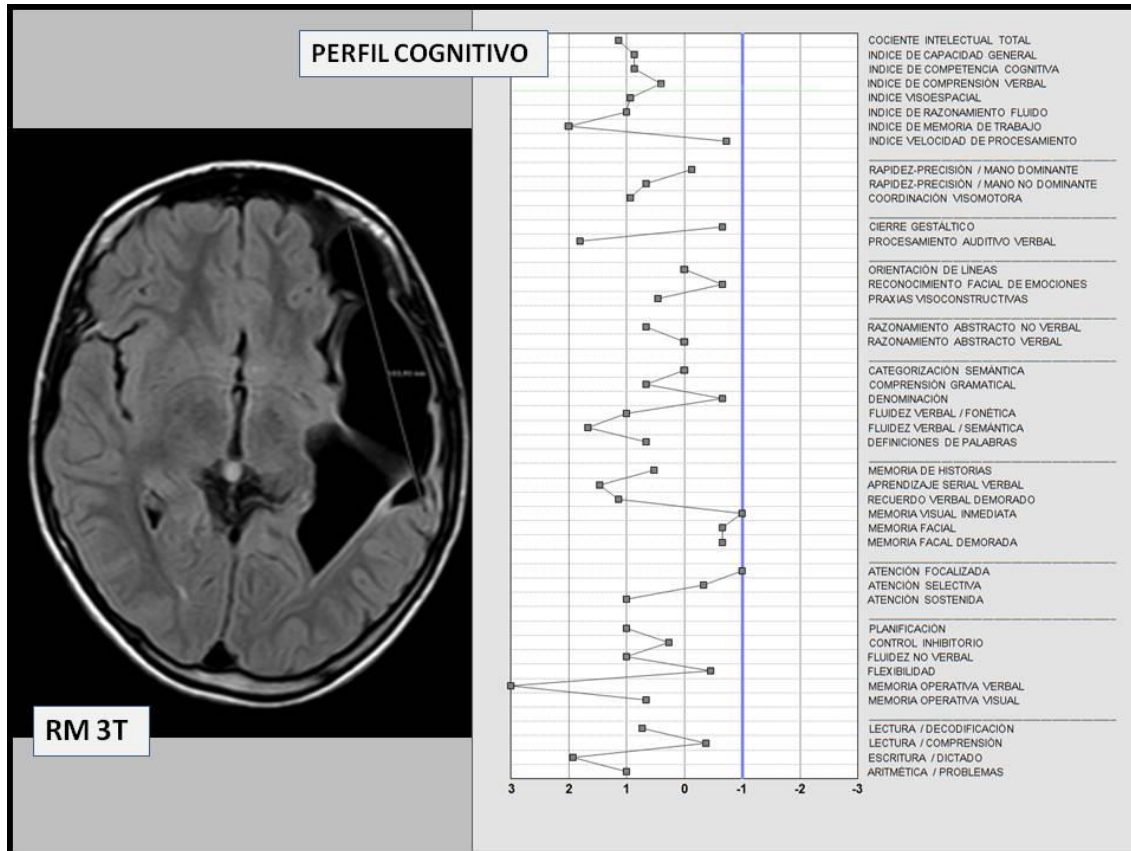 PERFIL COGNITIVO
RM 3T
COCIENTE INTELECTUAL TOTAL
INDICE DE CAPACIDAD GENERAL
INDICE DE COMPETENCIA COGNITIVA
INDICE DE COMPRENSIÓN VERBAL
INDICE VISOESPACIAL
INDICE DE RAZONAMIENTO FLUIDO
INDICE DE MEMORIA DE TRABAJO
INDICE VELOCIDAD DE PROCESAMIENTO
RAPIDEZ-PRECISIÓN / MANO DOMINANTE
RAPIDEZ-PRECISIÓN / MANO NO DOMINANTE
COORDINACIÓN VISOMOTORA
CIERRE GESTÁLTICO
PROCESAMIENTO AUDITIVO VERBAL
ORIENTACIÓN DE LÍNEAS
RECONOCIMIENTO FACIAL DE EMOCIONES
PRAXIAS VISOCONSTRUCTIVAS
RAZONAMIENTO ABSTRACTO NO VERBAL
RAZONAMIENTO ABSTRACTO VERBAL
CATEGORIZACIÓN SEMÁNTICA
COMPRENSIÓN GRAMATICAL
DENOMINACIÓN
FLUIDEZ VERBAL / FONÉTICA
FLUIDEZ VERBAL / SEMÁNTICA
DEFINICIONES DE PALABRAS
MEMORIA DE HISTORIAS
APRENDIZAJE SERIAL VERBAL
RECUERDO VERBAL DEMORADO
MEMORIA VISUAL INMEDIATA
MEMORIA FACIAL
MEMORIA FACAL DEMORADA
ATENCIÓN FOCALIZADA
ATENCIÓN SELECTIVA
ATENCIÓN SOSTENIDA
PLANIFICACIÓN
CONTROL INHIBITORIO
FLUIDEZ NO VERBAL
FLEXIBILIDAD
MEMORIA OPERATIVA VERBAL
MEMORIA OPERATIVA VISUAL
LECTURA / DECODIFICACIÓN
LECTURA / COMPRENSIÓN
ESCRITURA / DICTADO
ARITMÉTICA / PROBLEMAS
3 2 1 0 -1 -2 -3